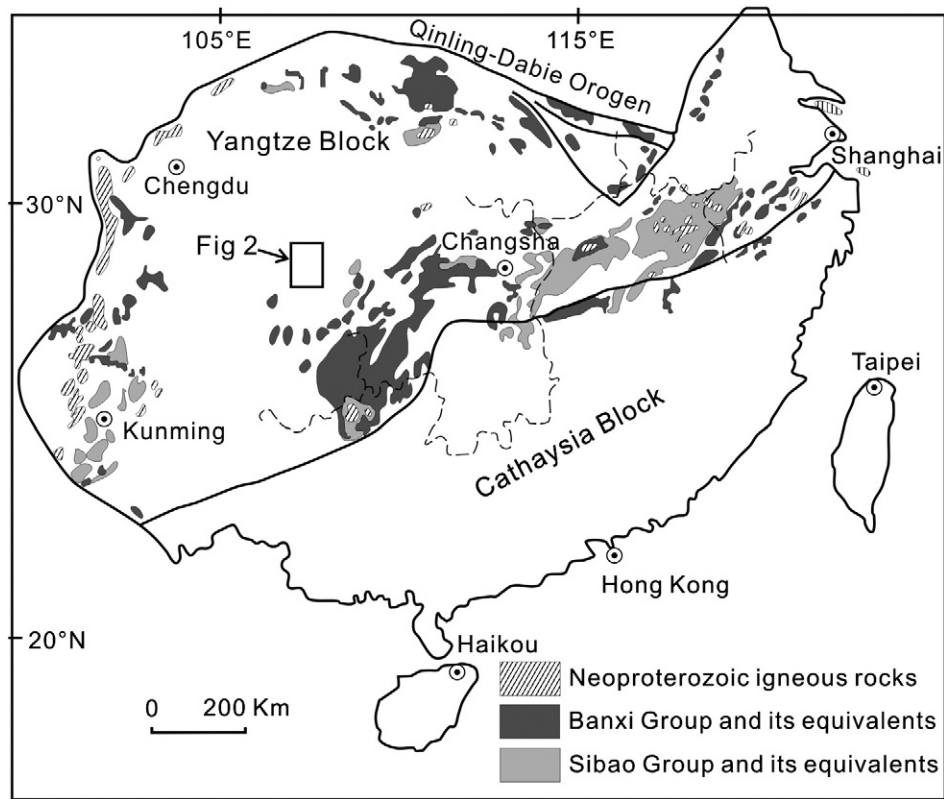 105°E
115°E
Qinling-Dabie Orogen
Yangtze Block
Shanghai
Chengdu
30°N
Fig 2
Changsha
Taipei
Kunming
Cathaysia Block
Hong Kong
20°N
Haikou
Neoproterozoic igneous rocks
0 200 Km
Banxi Group and its equivalents
Sibao Group and its equivalents